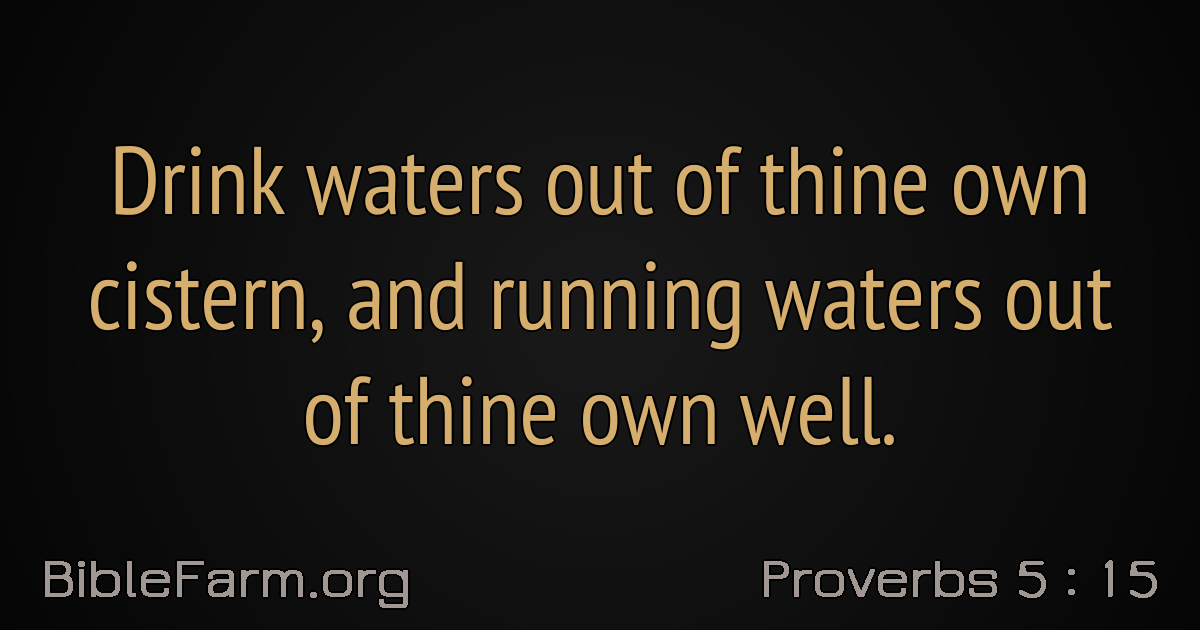 Drink waters out of thine own
cistern, and running waters out
of thine own well.
BibleFarm.org
Proverbs 5 : 15